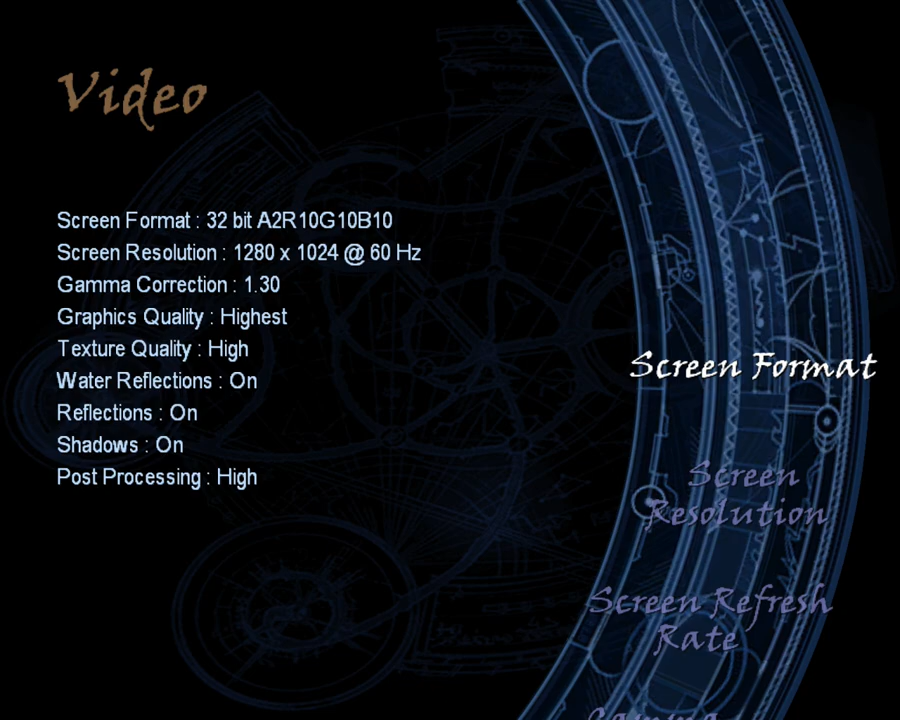 Video
Screen Format : 32 bit A2R10G10B10
Screen Resolution : 1280 x 1024 @ 60 Hz
Gamma Correction : 1.30
Graphics Quality : Highest
Texture Quality : High
Water Reflections : On
Reflections : On
Shadows : On
Post Processing : High
Screen Format
Screen
Resolution
Screen Refresh
Rate